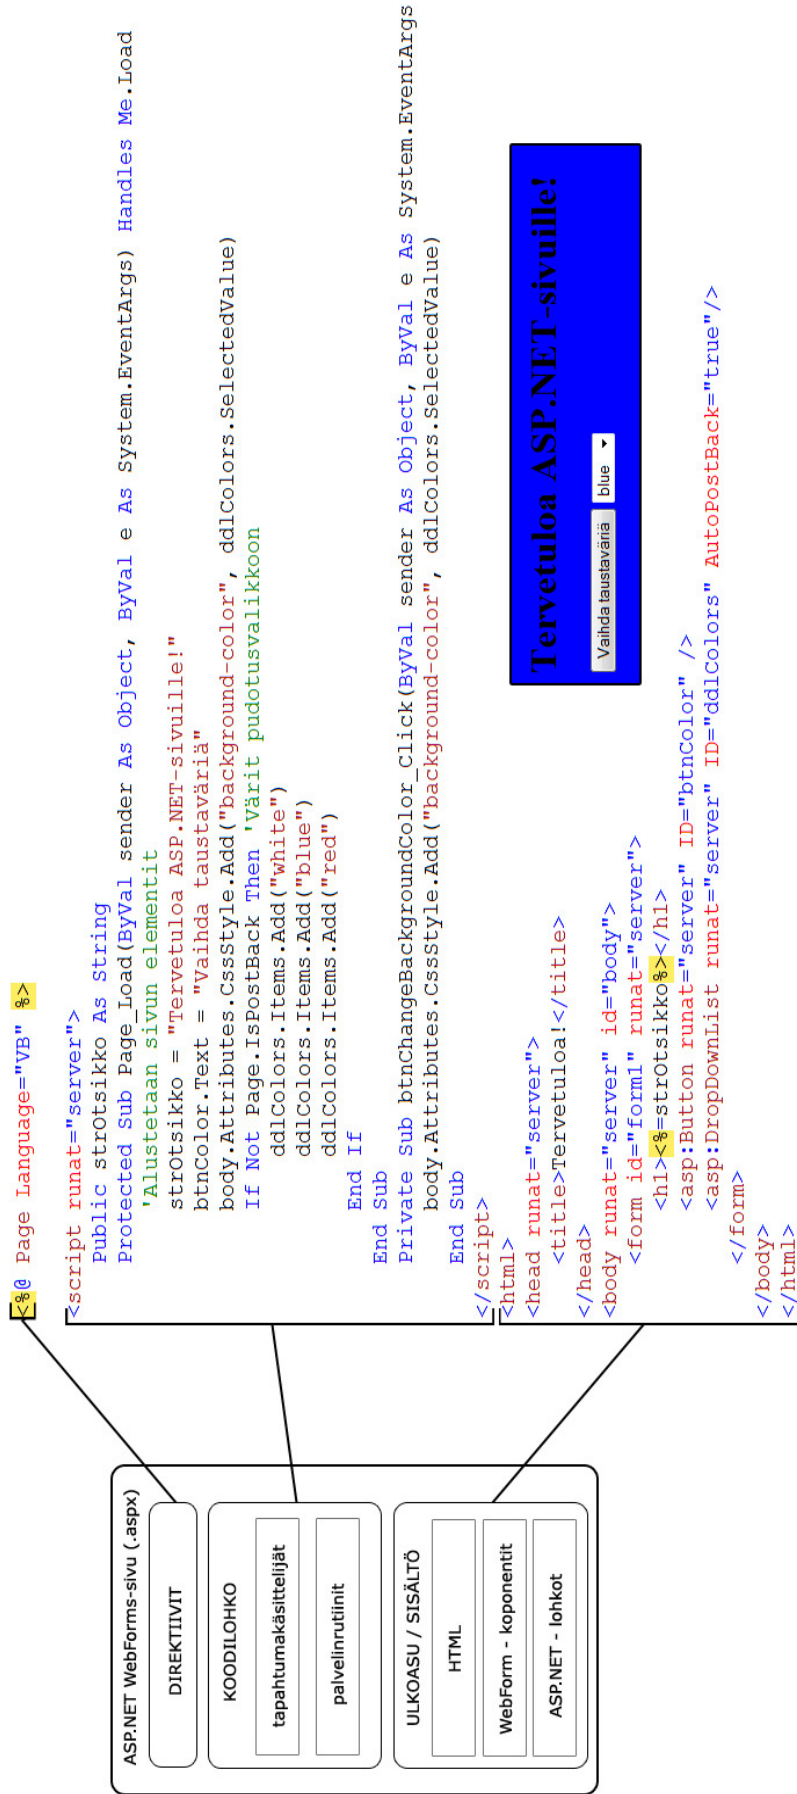 ASP.NET WebForms-sivu (.aspx)
DIREKTIIVIT
KOODILOHKO
tapahtumakäsittelijät
palvelinrutiinit
ULKOASU / SISÄLTÖ
HTML
WebForm - koponentit
ASP.NET - lohkot
<%@ Page Language="VB" %>
<script runat="server">
Public strOtsikko As String
Protected Sub Page_Load(ByVal sender As Object, ByVal e As System.EventArgs) Handles Me.Load
'Alustetaan sivun elementit
strOtsikko = "Tervetuloa ASP.NET-sivuille!"
btnColor.Text = "Vaihda taustaväriä"
body.Attributes.CssStyle.Add("background-color", ddlColors.SelectedValue)
If Not Page.IsPostBack Then 'Värit pudotusvalikkoon
ddlColors.Items.Add("white")
ddlColors.Items.Add("blue")
ddlColors.Items.Add("red")
End If
End Sub
Private Sub btnChangeBackgroundColor_Click(ByVal sender As Object, ByVal e As System.EventArgs
body.Attributes.CssStyle.Add("background-color", ddlColors.SelectedValue)
End Sub
</script>
<html>
<head runat="server">
<title>Tervetuloa!</title>
</head>
<body runat="server" id="body">
<form id="form1" runat="server">
<h1><%=strOtsikko%></h1>
<asp:Button runat="server" ID="btnColor" />
<asp:DropDownList runat="server" ID="ddlColors" AutoPostBack="true"/>
</form>
</body>
</html>
Tervetuloa ASP.NET-sivuille!
Vaihda taustaväriä
blue